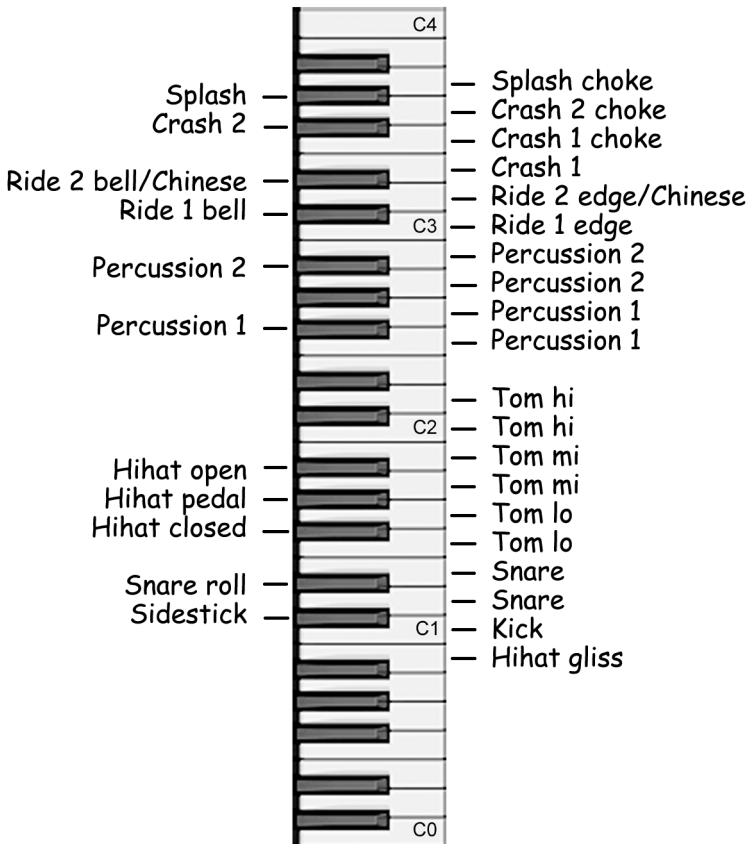 C4
Splash choke
Splash
Crash 2 choke
Crash 2
Crash 1 choke
Crash 1
Ride 2 bell/Chinese
Ride 2 edge/Chinese
Ride 1 bell
C3
Ride 1 edge
Percussion 2
Percussion 2
Percussion 2
Percussion 1
Percussion 1
Percussion 1
Tom hi
C2
Tom hi
Tom mi
Hihat open
Tom mi
Hihat pedal
Tom lo
Hihat closed
Tom lo
Snare
Snare roll
Snare
Sidestick
C1
Kick
Hihat gliss
C0